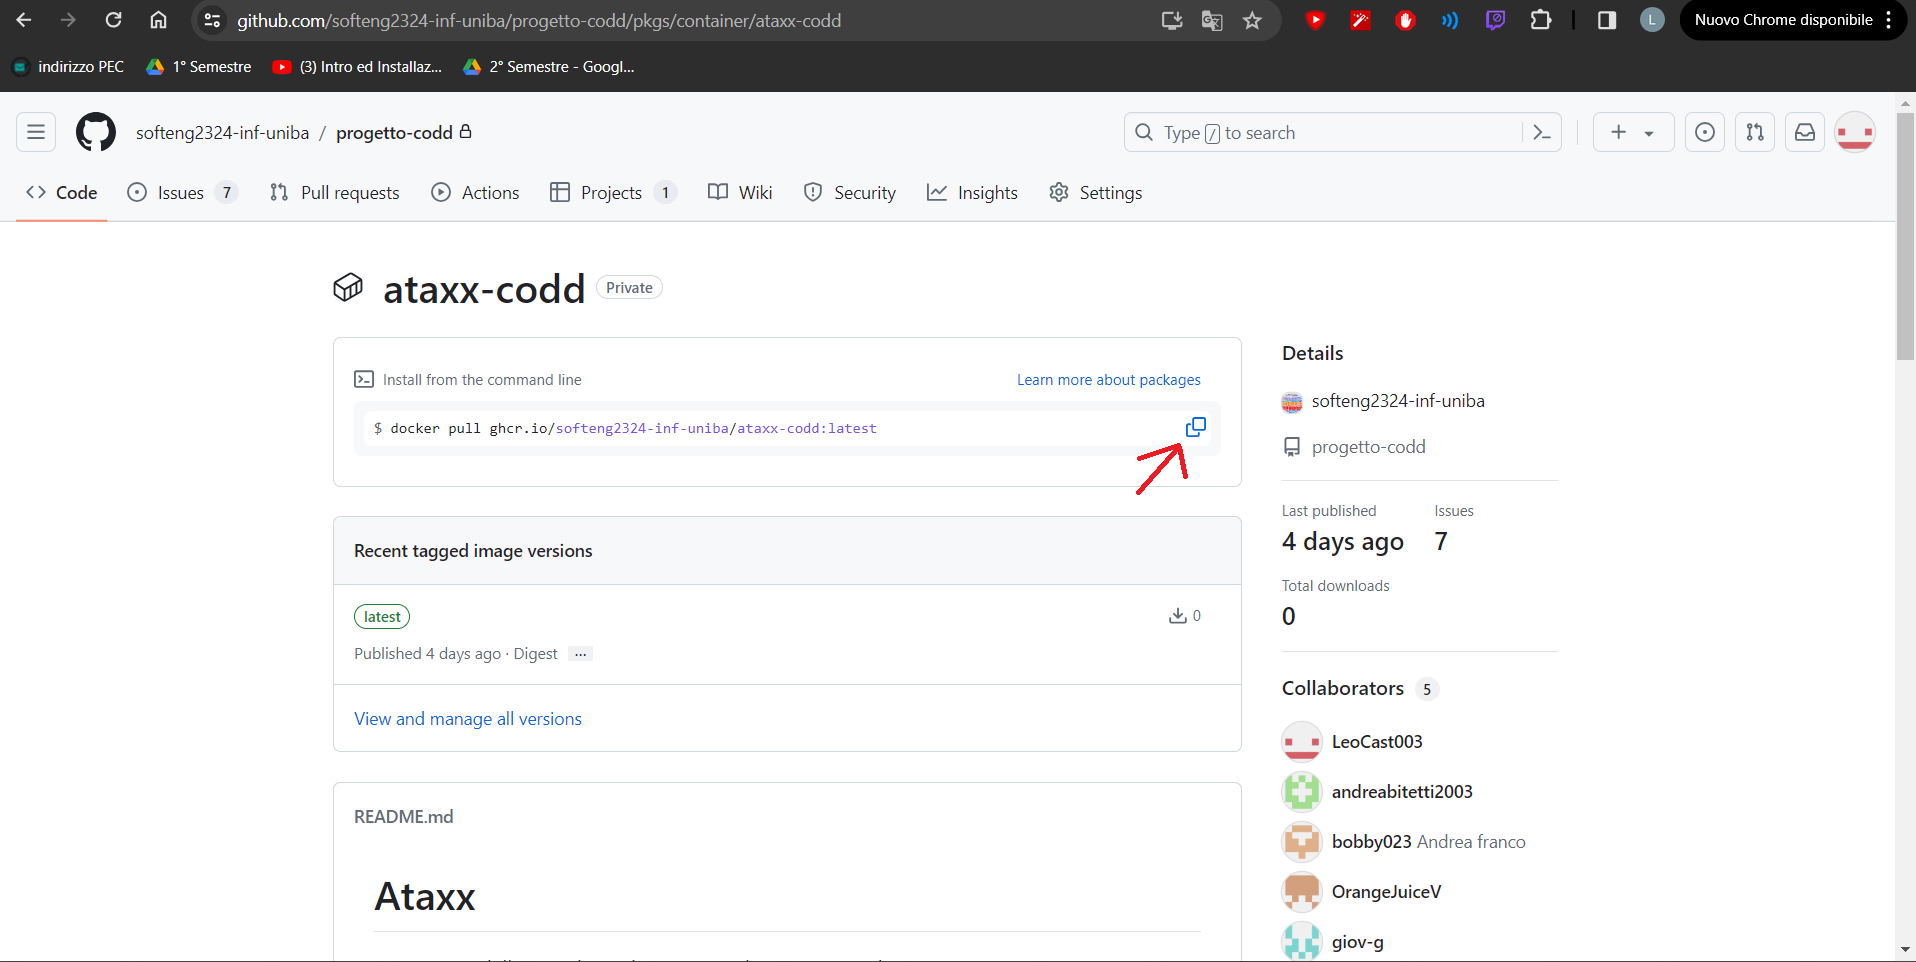 github.com/softeng2324-inf-uniba/progetto-codd/pkgs/container/ataxx-codd
L
Nuovo Chrome disponibile
indirizzo PEC
1° Semestre
(3) Intro ed Installaz...
2° Semestre - Googl...
softeng2324-inf-uniba / progetto-codd
Type / to search
Code
Issues 7
Pull requests
Actions
Projects 1
Wiki
Security
Insights
Settings
ataxx-codd Private
Install from the command line
Learn more about packages
$ docker pull ghcr.io/softeng2324-inf-uniba/ataxx-codd:latest
Recent tagged image versions
latest
0
Published 4 days ago · Digest ...
View and manage all versions
README.md
Ataxx
Details
softeng2324-inf-uniba
progetto-codd
Last published
4 days ago
Issues
7
Total downloads
0
Collaborators 5
LeoCast003
andreabitetti2003
bobby023 Andrea franco
OrangeJuiceV
giov-g